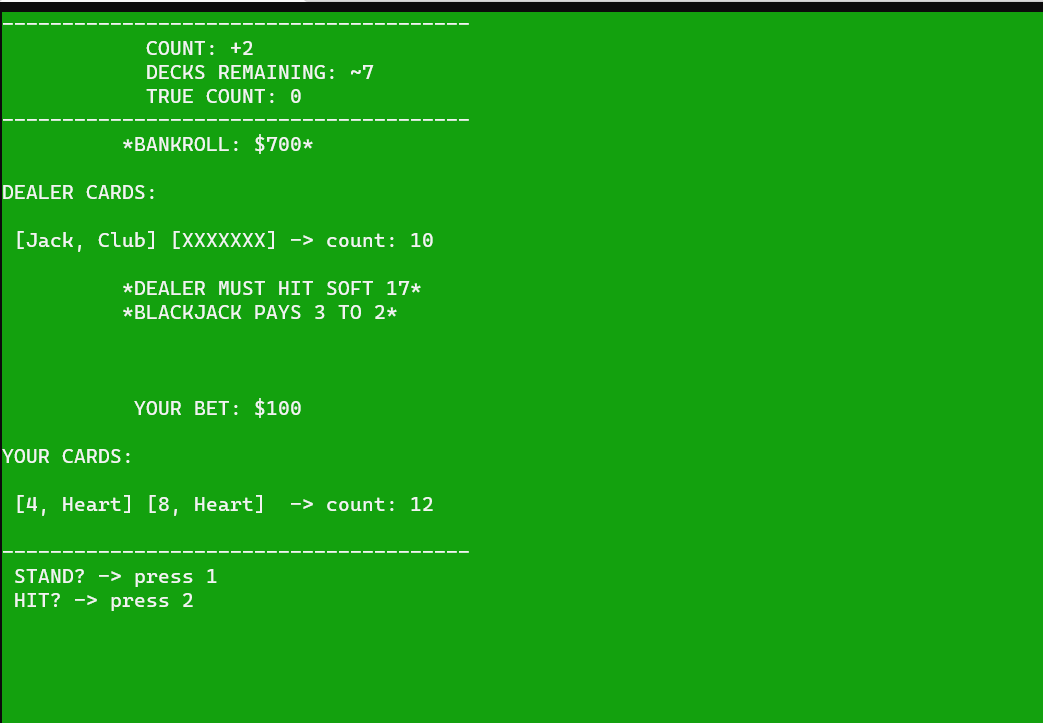 ---------------------------------------
COUNT: +2
DECKS REMAINING: ~7
TRUE COUNT: 0
---------------------------------------
*BANKROLL: $700*
DEALER CARDS:
[Jack, Club] [XXXXXXX] -> count: 10
*DEALER MUST HIT SOFT 17*
*BLACKJACK PAYS 3 TO 2*
YOUR BET: $100
YOUR CARDS:
[4, Heart] [8, Heart]  -> count: 12
---------------------------------------
STAND? -> press 1
HIT? -> press 2